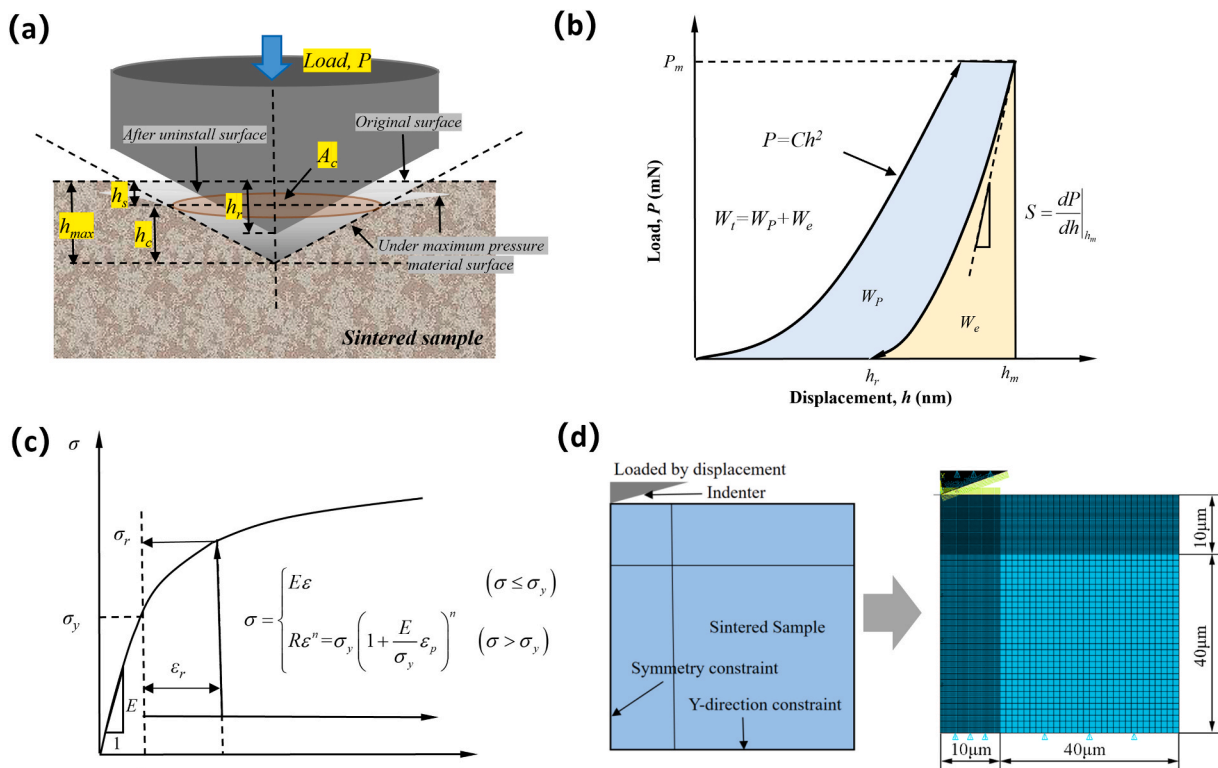 (a)
Load, P
After uninstall surface
Original surface
A_c
h_s
h_r
h_max
h_c
Under maximum pressure
material surface
Sintered sample
(b)
P_m
P=Ch²
W_t=W_P+W_e
S = dP/dh|h_m
W_P
W_e
h_r
h_m
Load, P (mN)
Displacement, h (nm)
(c)
σ
σ_r
σ_y
σ = { Eε (σ ≤ σ_y)
Rε^n = σ_y (1 + E/σ_y ε_p)^n (σ > σ_y)
ε_r
E
1
(d)
Loaded by displacement
Indenter
Sintered Sample
Symmetry constraint
Y-direction constraint
10μm
40μm
10μm
40μm